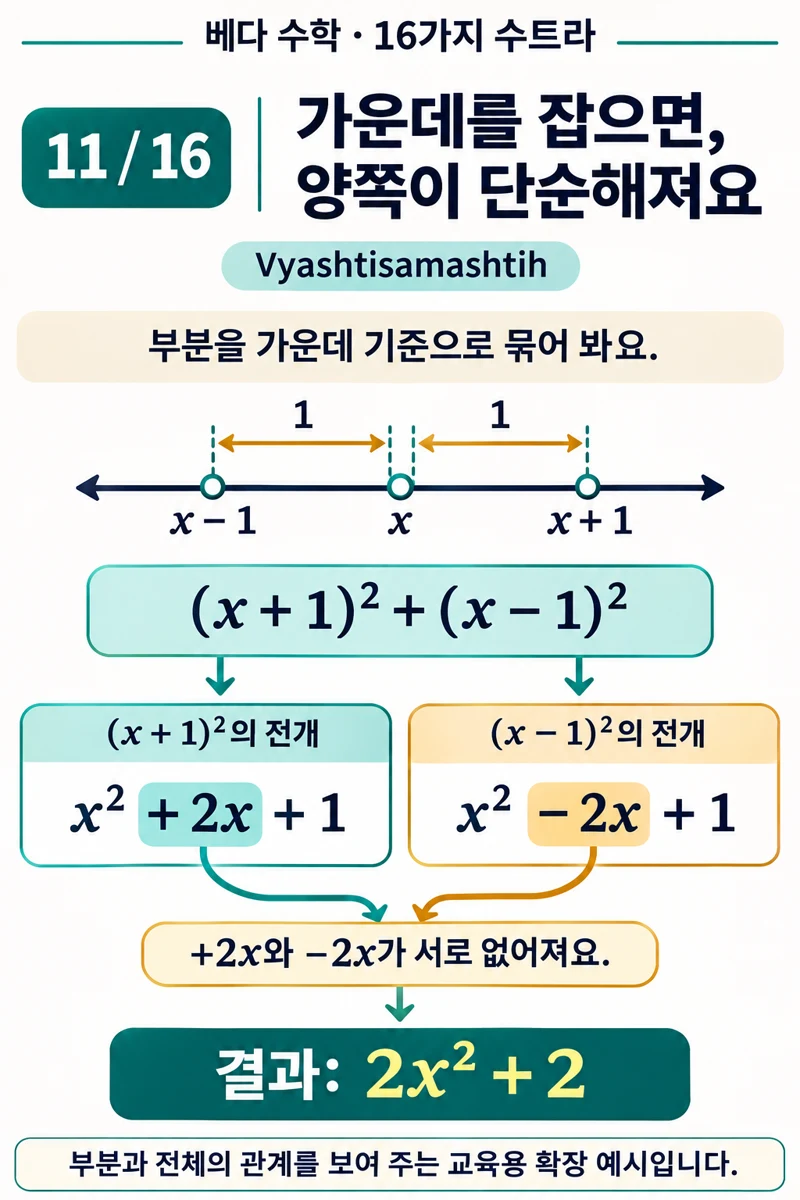 베다 수학 · 16가지 수트라
11 / 16
가운데를 잡으면,
양쪽이 단순해져요
Vyashtisamashtih
부분을 가운데 기준으로 묶어 봐요.
1 1
x − 1 x x + 1
(x + 1)² + (x − 1)²
(x + 1)²의 전개
x² + 2x + 1
(x − 1)²의 전개
x² − 2x + 1
+2x와 −2x가 서로 없어져요.
결과: 2x² + 2
부분과 전체의 관계를 보여 주는 교육용 확장 예시입니다.